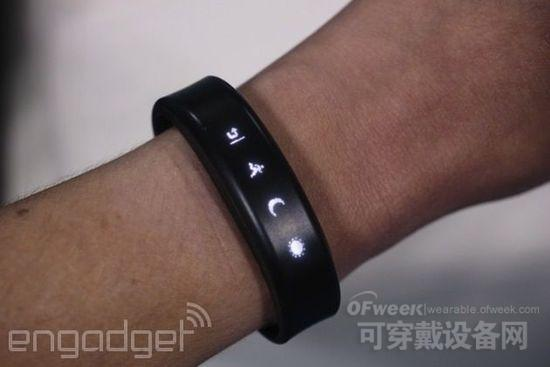 engadget
OFweek wearable.ofweek.com
可穿戴设备网